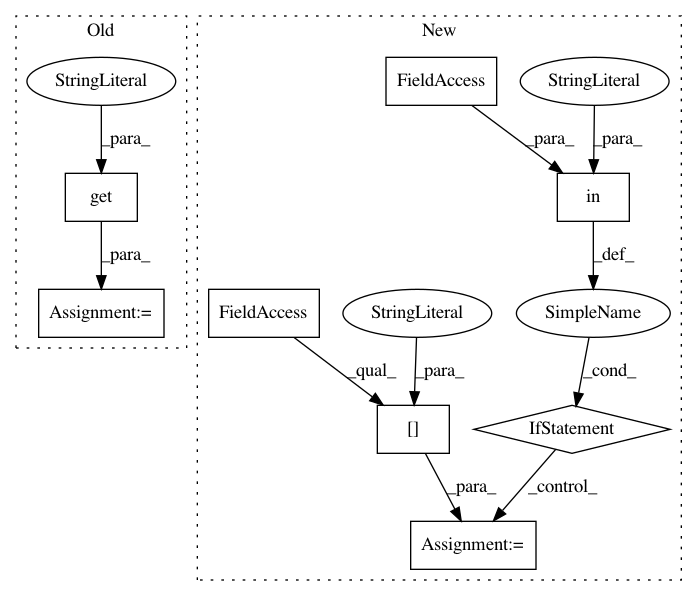 Old
New
StringLiteral
FieldAccess
StringLiteral
_para_
_para_
_para_
get
in
_para_
_def_
Assignment:=
FieldAccess
StringLiteral
SimpleName
_qual_
_para_
_cond_
[]
IfStatement
_para_
_control_
Assignment:=